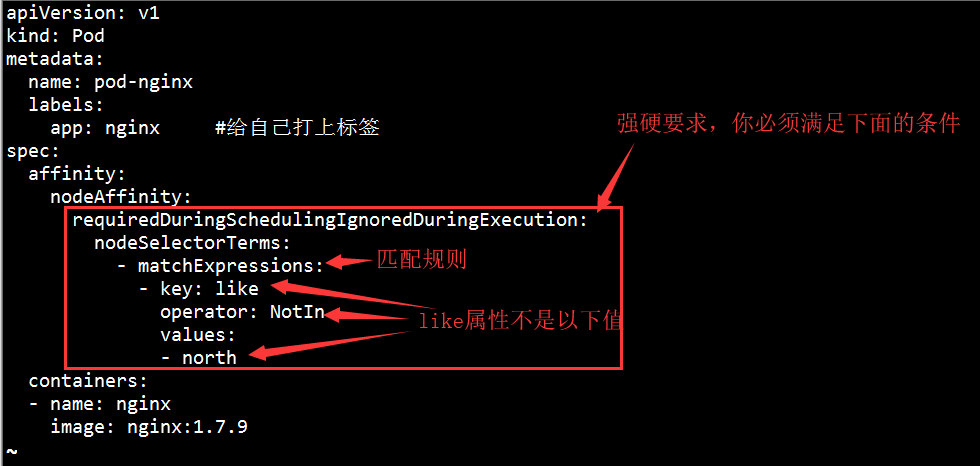 apiVersion: v1
kind: Pod
metadata:
  name: pod-nginx
  labels:
    app: nginx     #给自己打上标签
强硬要求，你必须满足下面的条件
spec:
  affinity:
    nodeAffinity:
      requiredDuringSchedulingIgnoredDuringExecution:
        nodeSelectorTerms:
          - matchExpressions:
匹配规则
            - key: like
              operator: NotIn
like属性不是以下值
              values:
              - north
  containers:
  - name: nginx
    image: nginx:1.7.9
~